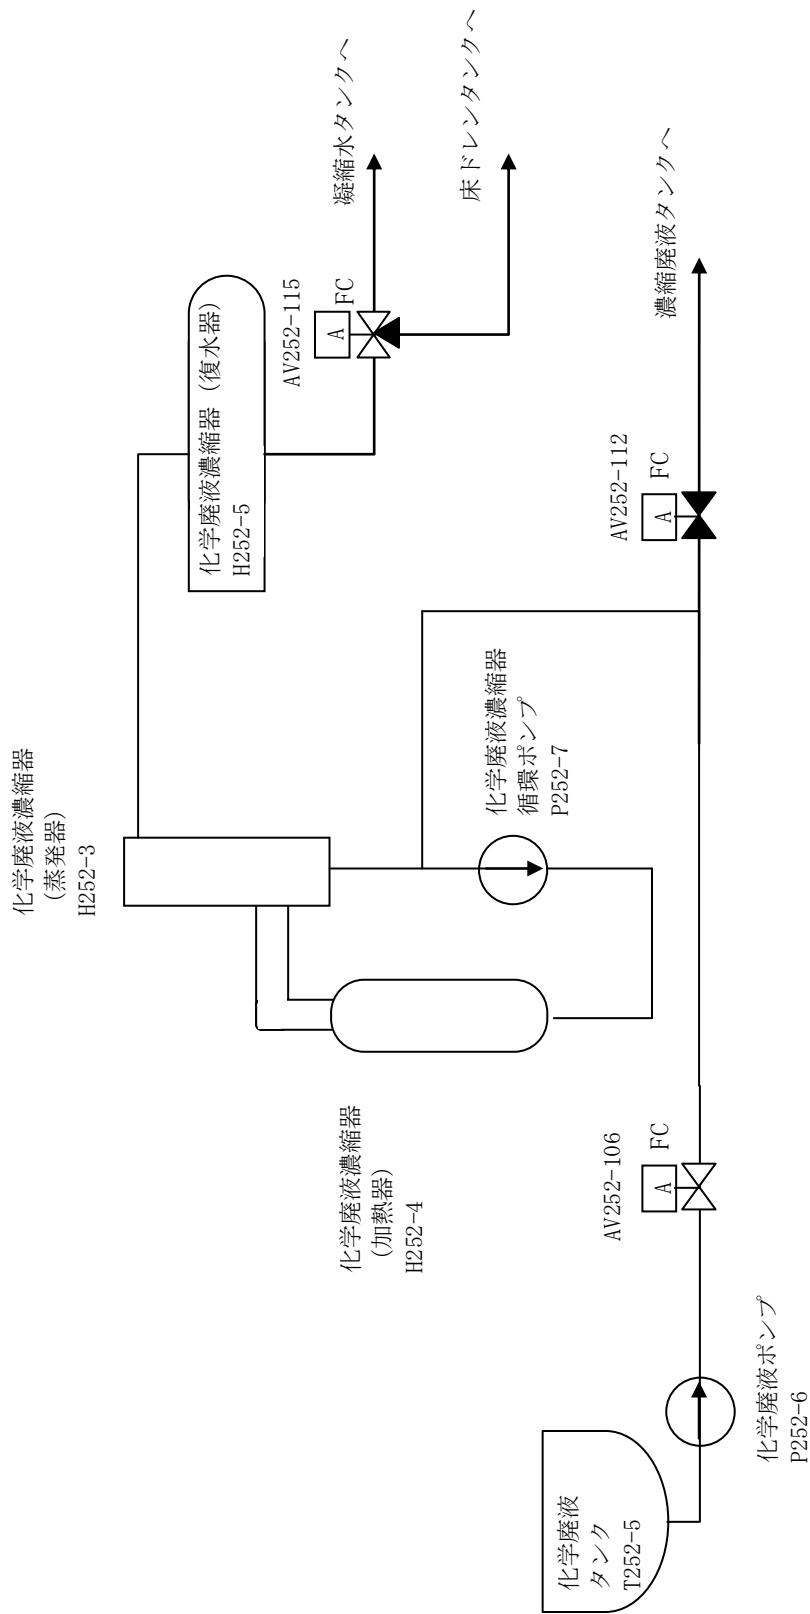 化学廃液
タンク
T252-5
化学廃液ポンプ
P252-6
AV252-106
A
FC
化学廃液濃縮器
(加熱器)
H252-4
化学廃液濃縮器
(蒸発器)
H252-3
化学廃液濃縮器
循環ポンプ
P252-7
化学廃液濃縮器 (復水器)
H252-5
AV252-115
A
FC
凝縮水タンクへ
床ドレンタンクへ
AV252-112
A
FC
濃縮廃液タンクへ